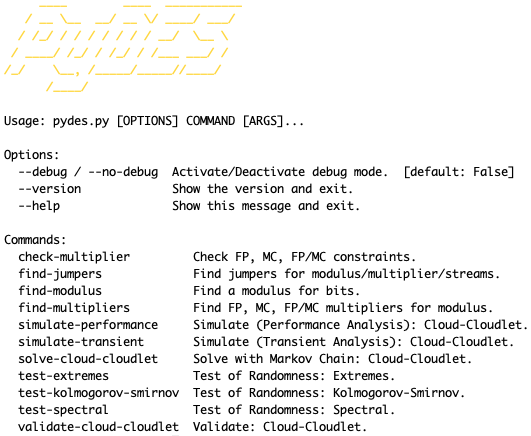 Usage: pydes.py [OPTIONS] COMMAND [ARGS]...
Options:
--debug / --no-debug  Activate/Deactivate debug mode.  [default: False]
--version             Show the version and exit.
--help                Show this message and exit.
Commands:
check-multiplier         Check FP, MC, FP/MC constraints.
find-jumpers             Find jumpers for modulus/multiplier/streams.
find-modulus             Find a modulus for bits.
find-multipliers         Find FP, MC, FP/MC multipliers for modulus.
simulate-performance     Simulate (Performance Analysis): Cloud-Cloudlet.
simulate-transient       Simulate (Transient Analysis): Cloud-Cloudlet.
solve-cloud-cloudlet     Solve with Markov Chain: Cloud-Cloudlet.
test-extremes            Test of Randomness: Extremes.
test-kolmogorov-smirnov  Test of Randomness: Kolmogorov-Smirnov.
test-spectral            Test of Randomness: Spectral.
validate-cloud-cloudlet  Validate: Cloud-Cloudlet.